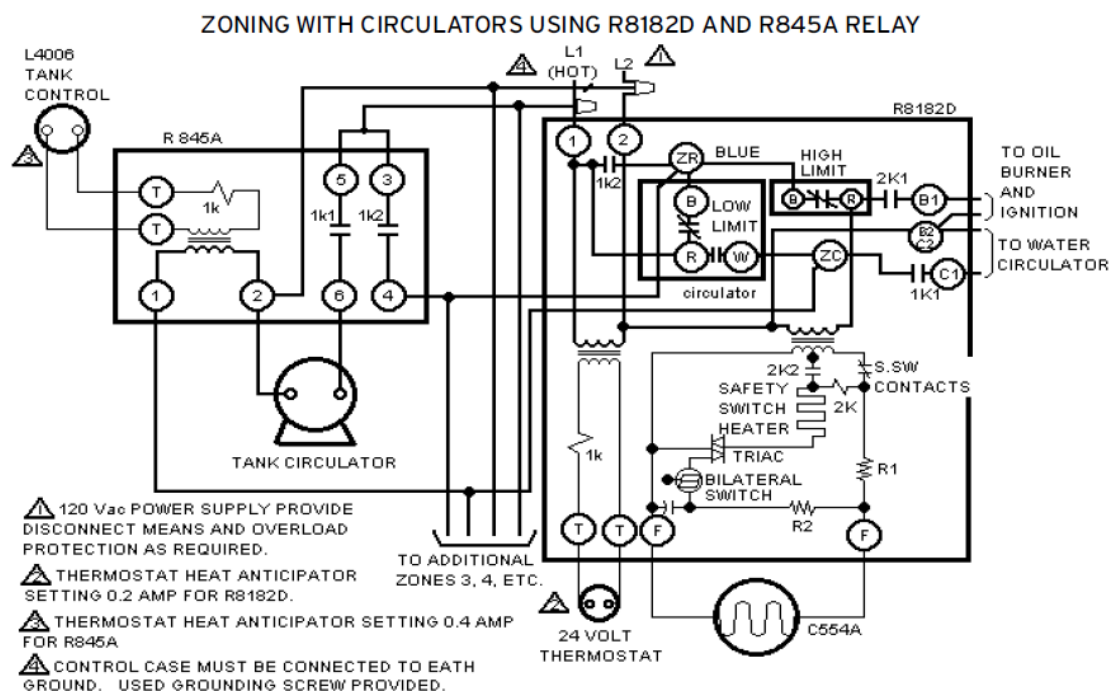 ZONING WITH CIRCULATORS USING R8182D AND R845A RELAY
L4006
TANK
CONTROL
3
R 845A
T
T
1k
5
3
1k1
1k2
1
2
6
4
TANK CIRCULATOR
4
L1
(HOT)
L2
1
R8182D
1
2
1k2
ZR
BLUE
B
LOW
LIMIT
R
W
circulator
HIGH
LIMIT
B
R
2K1
B1
B2
C2
ZC
1K1
C1
TO OIL
BURNER
AND
IGNITION
TO WATER
CIRCULATOR
2K2
S.SW
CONTACTS
SAFETY
SWITCH
HEATER
2K
TRIAC
BILATERAL
SWITCH
R1
R2
1k
T
T
F
F
TO ADDITIONAL
ZONES 3, 4, ETC.
2
24 VOLT
THERMOSTAT
C554A
1 120 Vac POWER SUPPLY PROVIDE
DISCONNECT MEANS AND OVERLOAD
PROTECTION AS REQUIRED.
2 THERMOSTAT HEAT ANTICIPATOR
SETTING 0.2 AMP FOR R8182D.
3 THERMOSTAT HEAT ANTICIPATOR SETTING 0.4 AMP
FOR R845A
4 CONTROL CASE MUST BE CONNECTED TO EATH
GROUND. USED GROUNDING SCREW PROVIDED.